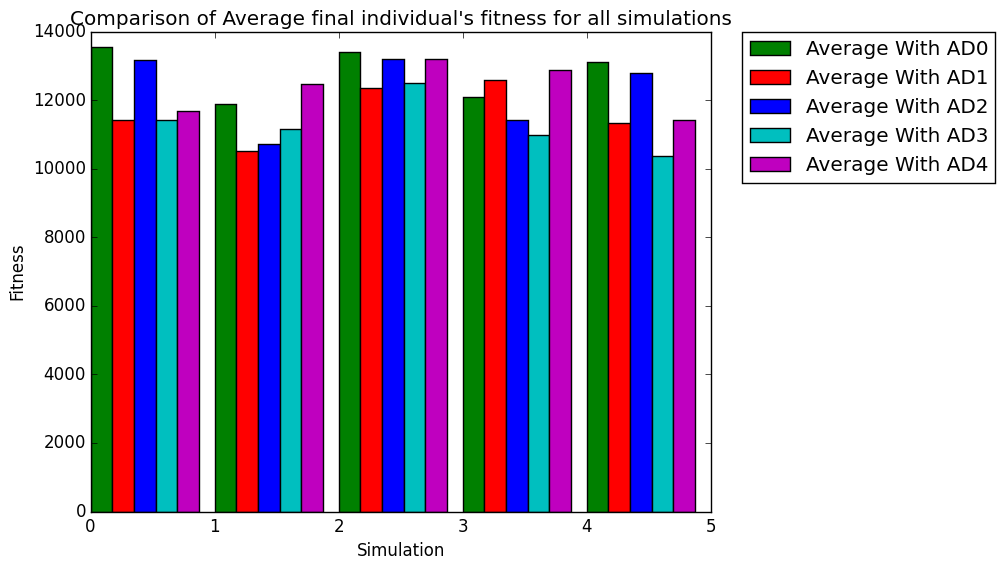 Comparison of Average final individual's fitness for all simulations
14000
12000
10000
8000
6000
4000
2000
0
Fitness
0 1 2 3 4 5
Simulation
Average With AD0
Average With AD1
Average With AD2
Average With AD3
Average With AD4